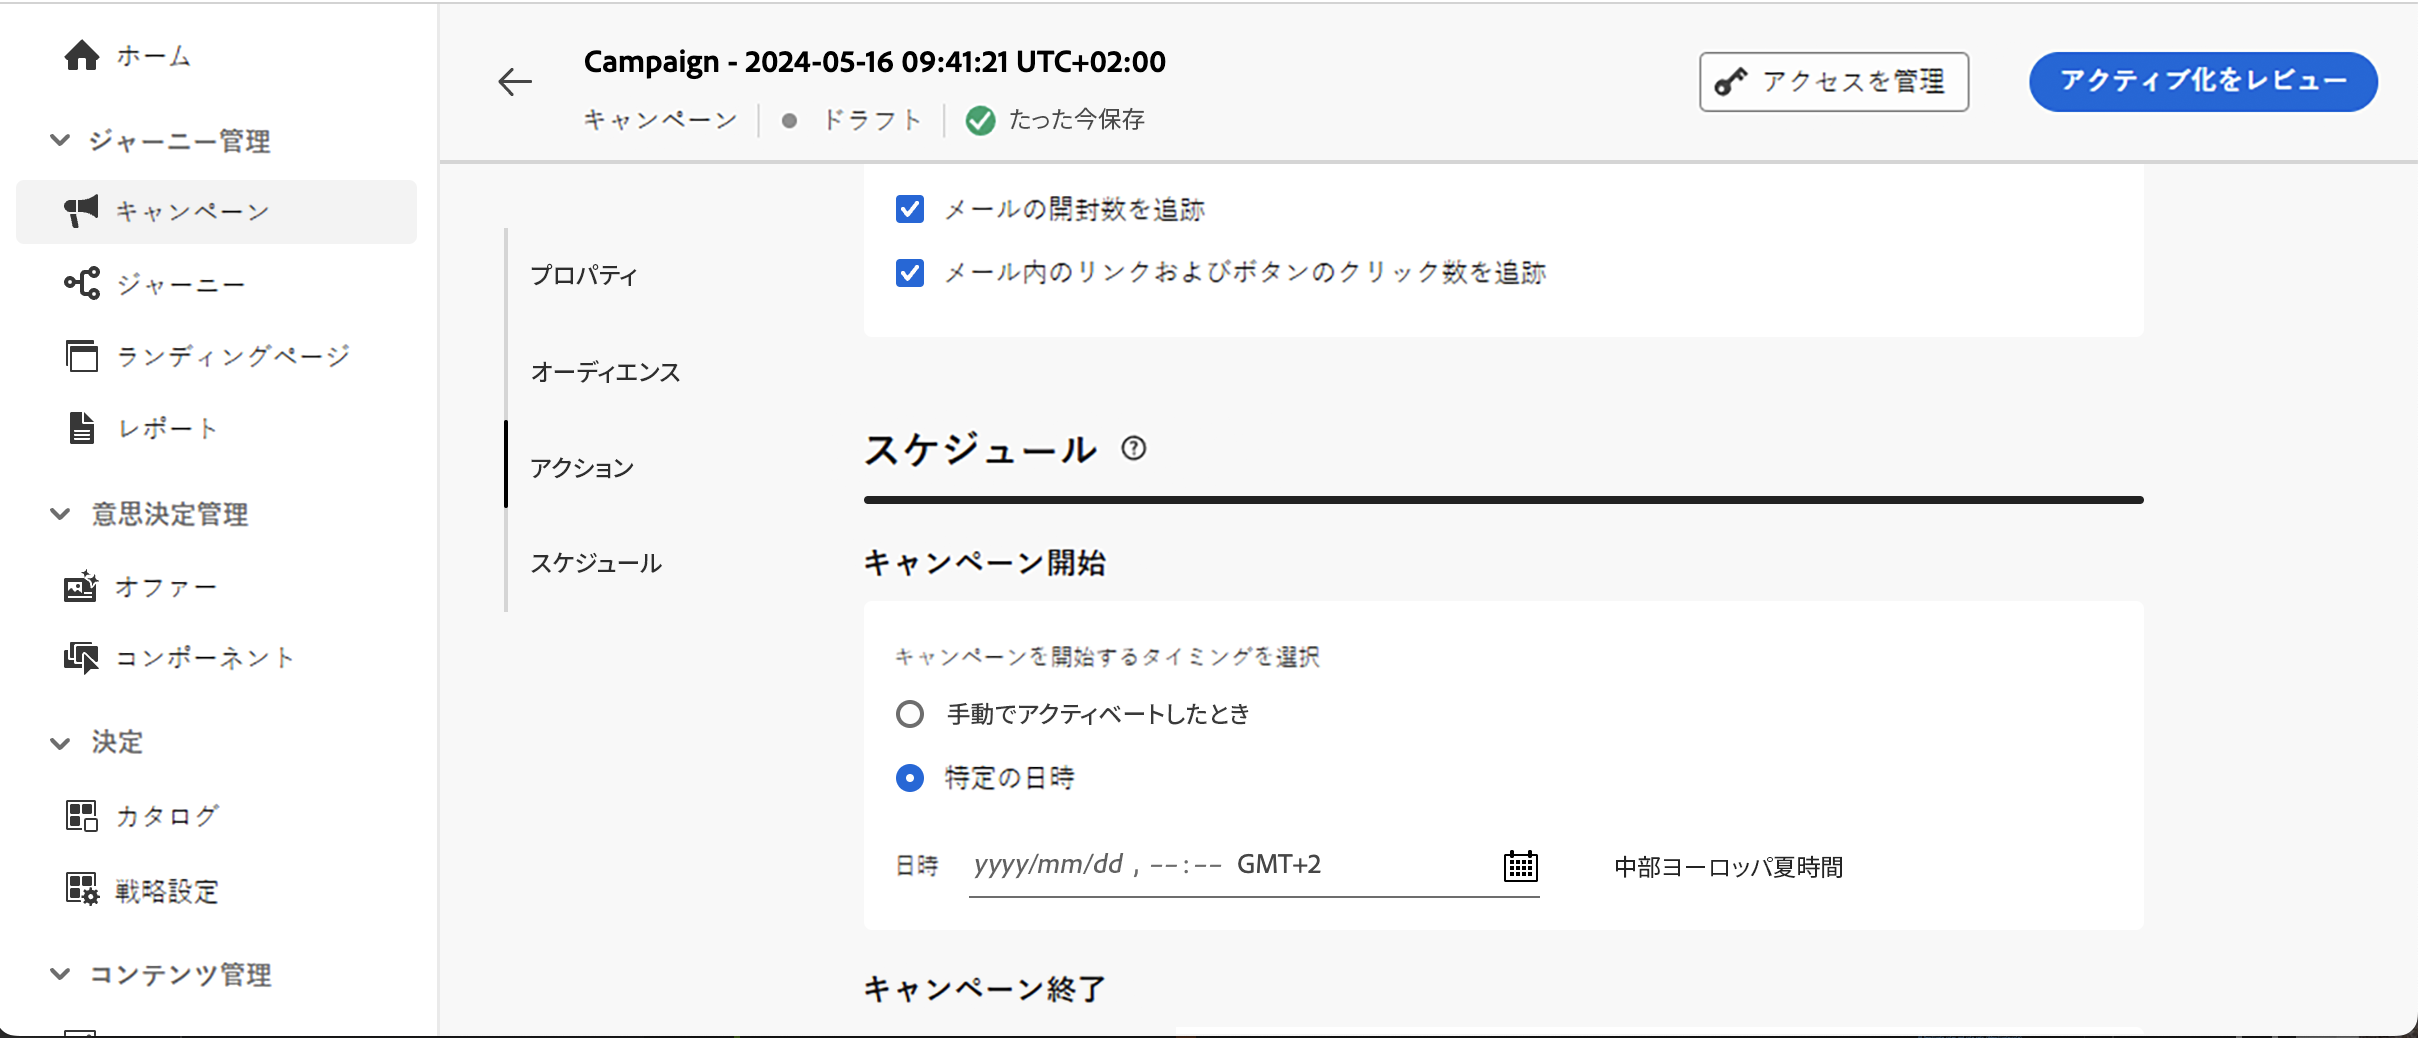 ホーム
ジャーニー管理
キャンペーン
ジャーニー
ランディングページ
レポート
意思決定管理
オファー
コンポーネント
決定
カタログ
戦略設定
コンテンツ管理
Campaign - 2024-05-16 09:41:21 UTC+02:00
キャンペーン
ドラフト
たった今保存
アクセスを管理
アクティブ化をレビュー
プロパティ
オーディエンス
アクション
スケジュール
メールの開封数を追跡
メール内のリンクおよびボタンのクリック数を追跡
スケジュール
キャンペーン開始
キャンペーンを開始するタイミングを選択
手動でアクティベートしたとき
特定の日時
日時 yyyy/mm/dd , --:-- GMT+2 中部ヨーロッパ夏時間
キャンペーン終了